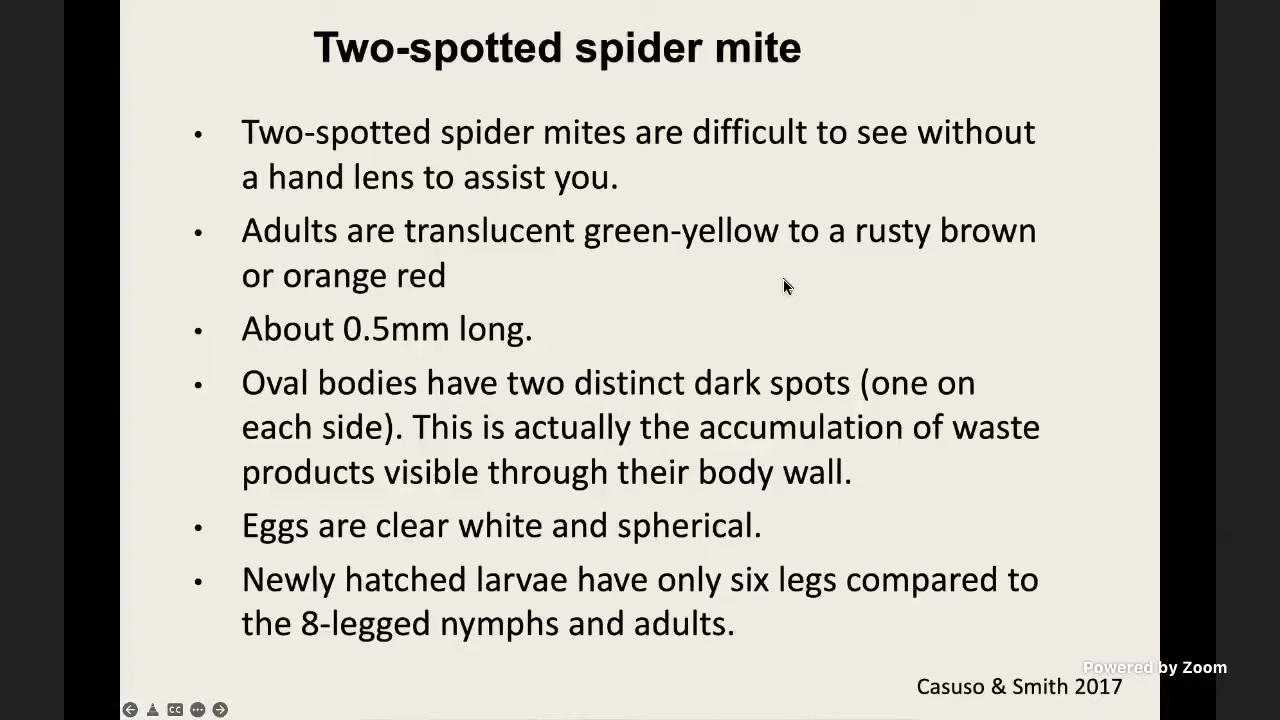 Two-spotted spider mite
• Two-spotted spider mites are difficult to see without
a hand lens to assist you.
• Adults are translucent green-yellow to a rusty brown
or orange red
• About 0.5mm long.
• Oval bodies have two distinct dark spots (one on
each side). This is actually the accumulation of waste
products visible through their body wall.
• Eggs are clear white and spherical.
• Newly hatched larvae have only six legs compared to
the 8-legged nymphs and adults.
Powered by Zoom
Casuso & Smith 2017
CC